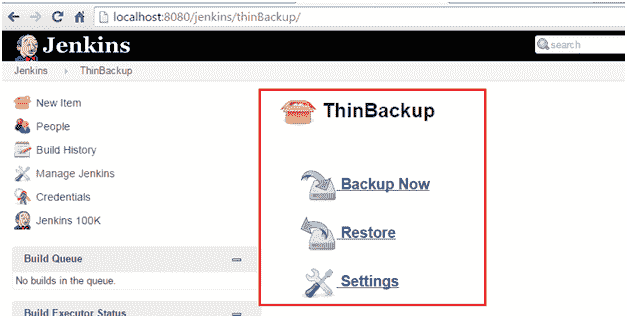 localhost:8080/jenkins/thinBackup/
Jenkins
search
Jenkins
ThinBackup
New Item
People
Build History
Manage Jenkins
Credentials
Jenkins 100K
Build Queue
No builds in the queue.
Build Executor Status
ThinBackup
Backup Now
Restore
Settings